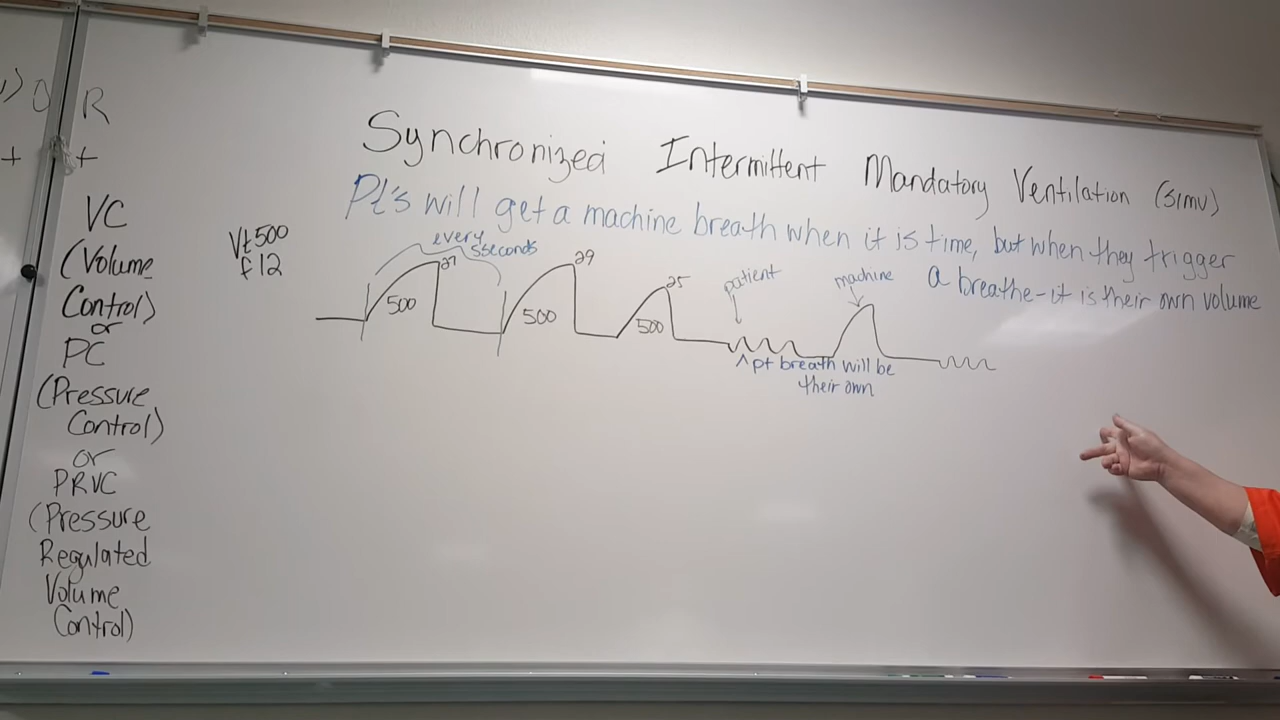 ) O R
+ +
VC
(Volume
Control)
or
PC
(Pressure
Control)
or
PRVC
(Pressure
Regulated
Volume
Control)
Synchronized Intermittent Mandatory Ventilation (SIMV)
Pt's will get a machine breath when it is time, but when they trigger
a breathe - it is their own volume
Vt 500
f 12
every
5seconds
27
29
25
500
500
500
patient
machine
^ pt breath will be
their own